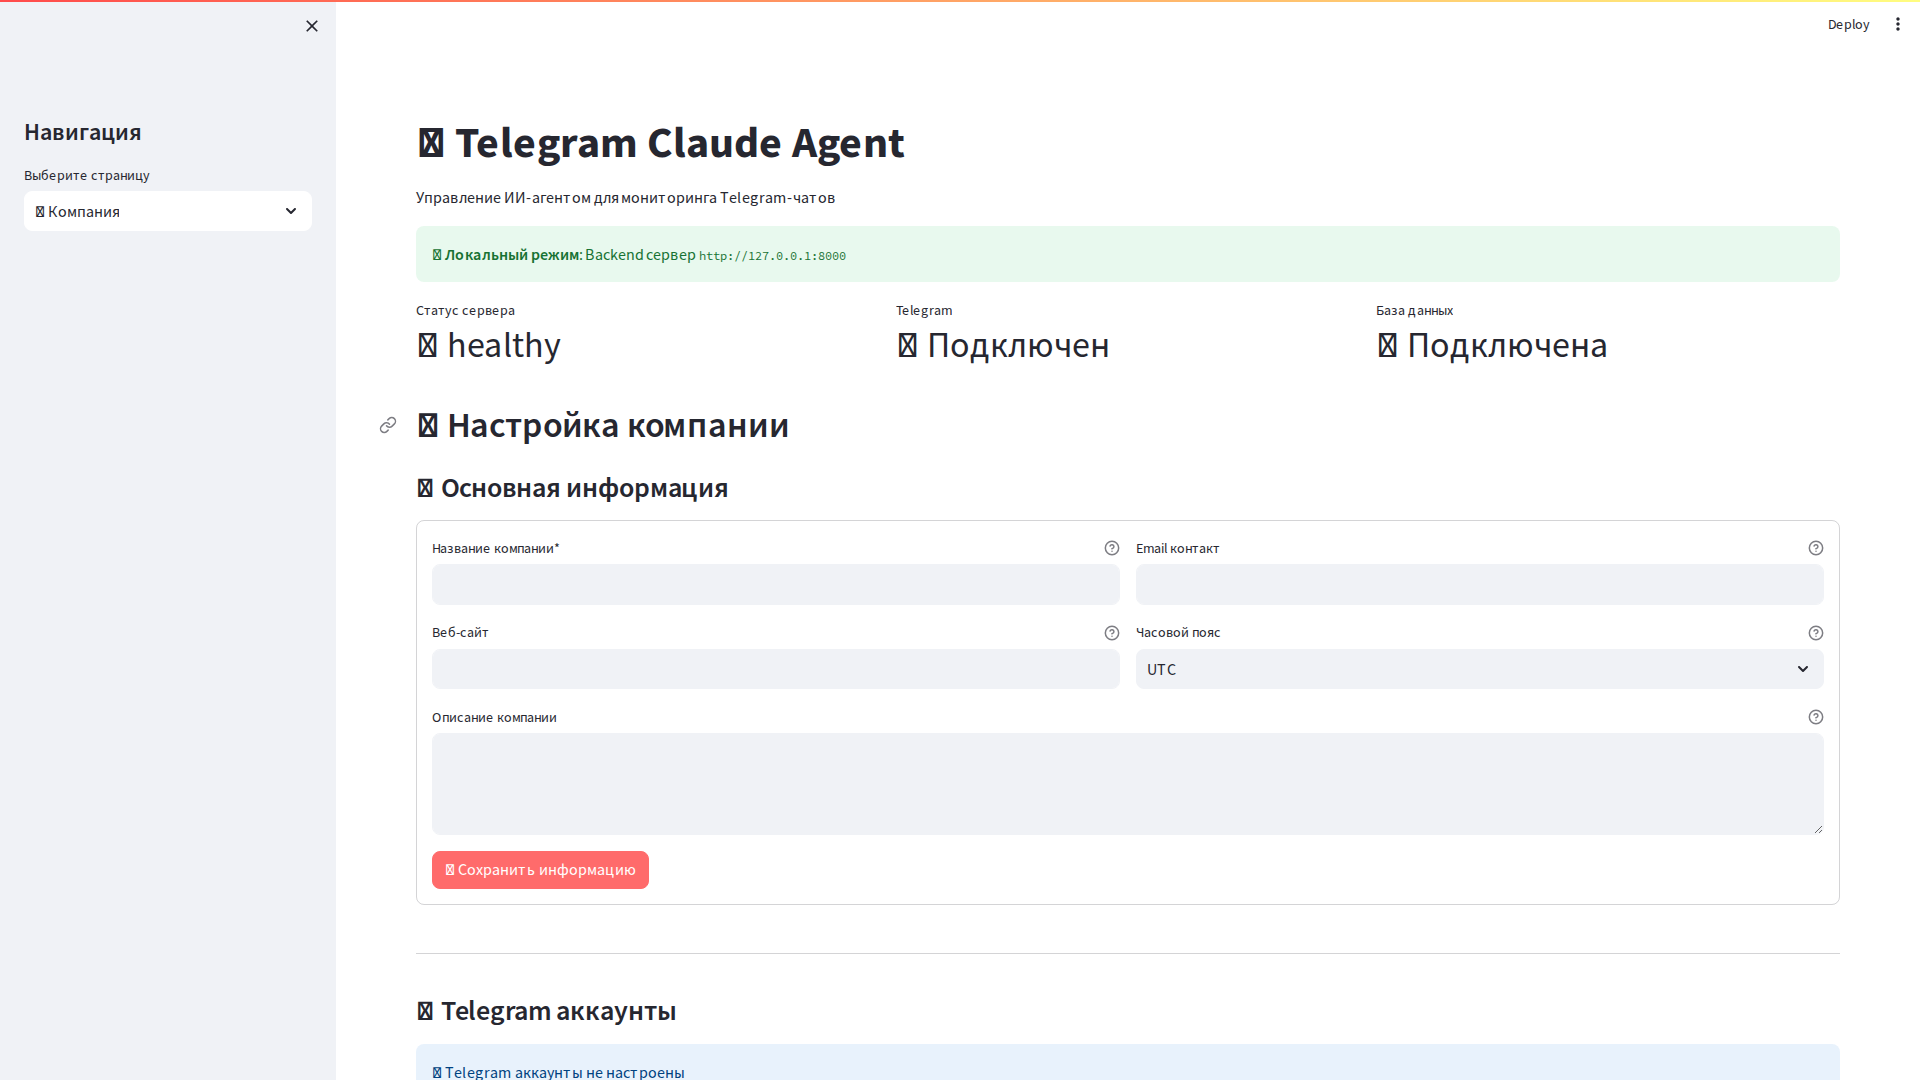 Deploy
Навигация
Выберите страницу
Компания
Telegram Claude Agent
Управление ИИ-агентом для мониторинга Telegram-чатов
Локальный режим: Backend сервер http://127.0.0.1:8000
Статус сервера
healthy
Telegram
Подключен
База данных
Подключена
Настройка компании
Основная информация
Название компании*
Email контакт
Веб-сайт
Часовой пояс
UTC
Описание компании
Сохранить информацию
Telegram аккаунты
Telegram аккаунты не настроены